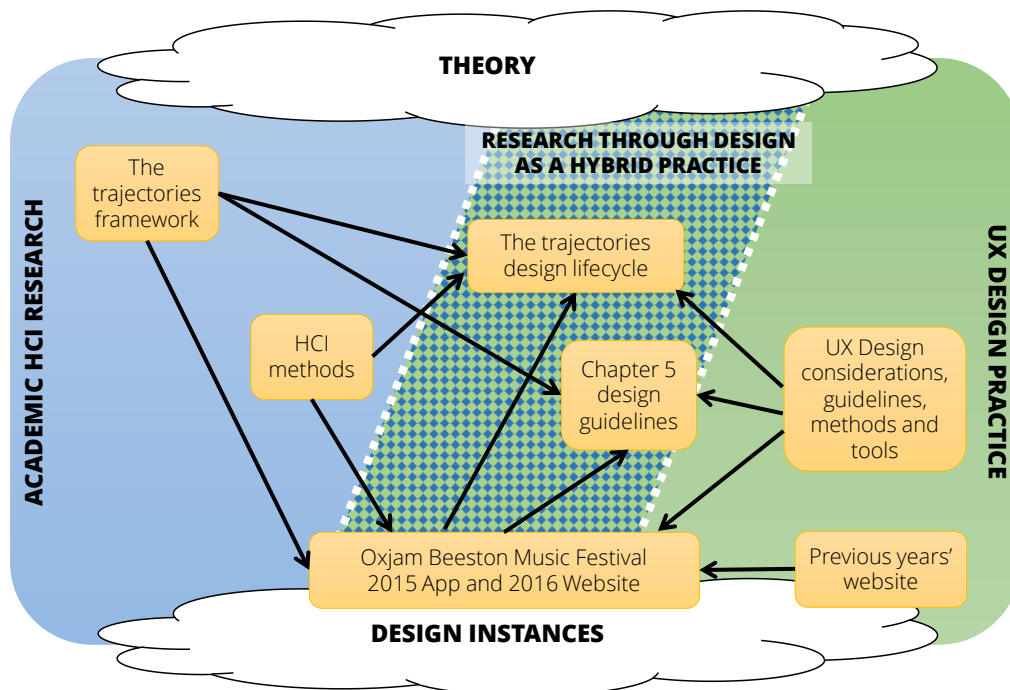 THEORY
RESEARCH THROUGH DESIGN
AS A HYBRID PRACTICE
ACADEMIC HCI RESEARCH
The
trajectories
framework
The trajectories
design lifecycle
UX DESIGN PRACTICE
HCI
methods
Chapter 5
design
guidelines
UX Design
considerations,
guidelines,
methods and
tools
Oxjam Beeston Music Festival
2015 App and 2016 Website
Previous years’
website
DESIGN INSTANCES